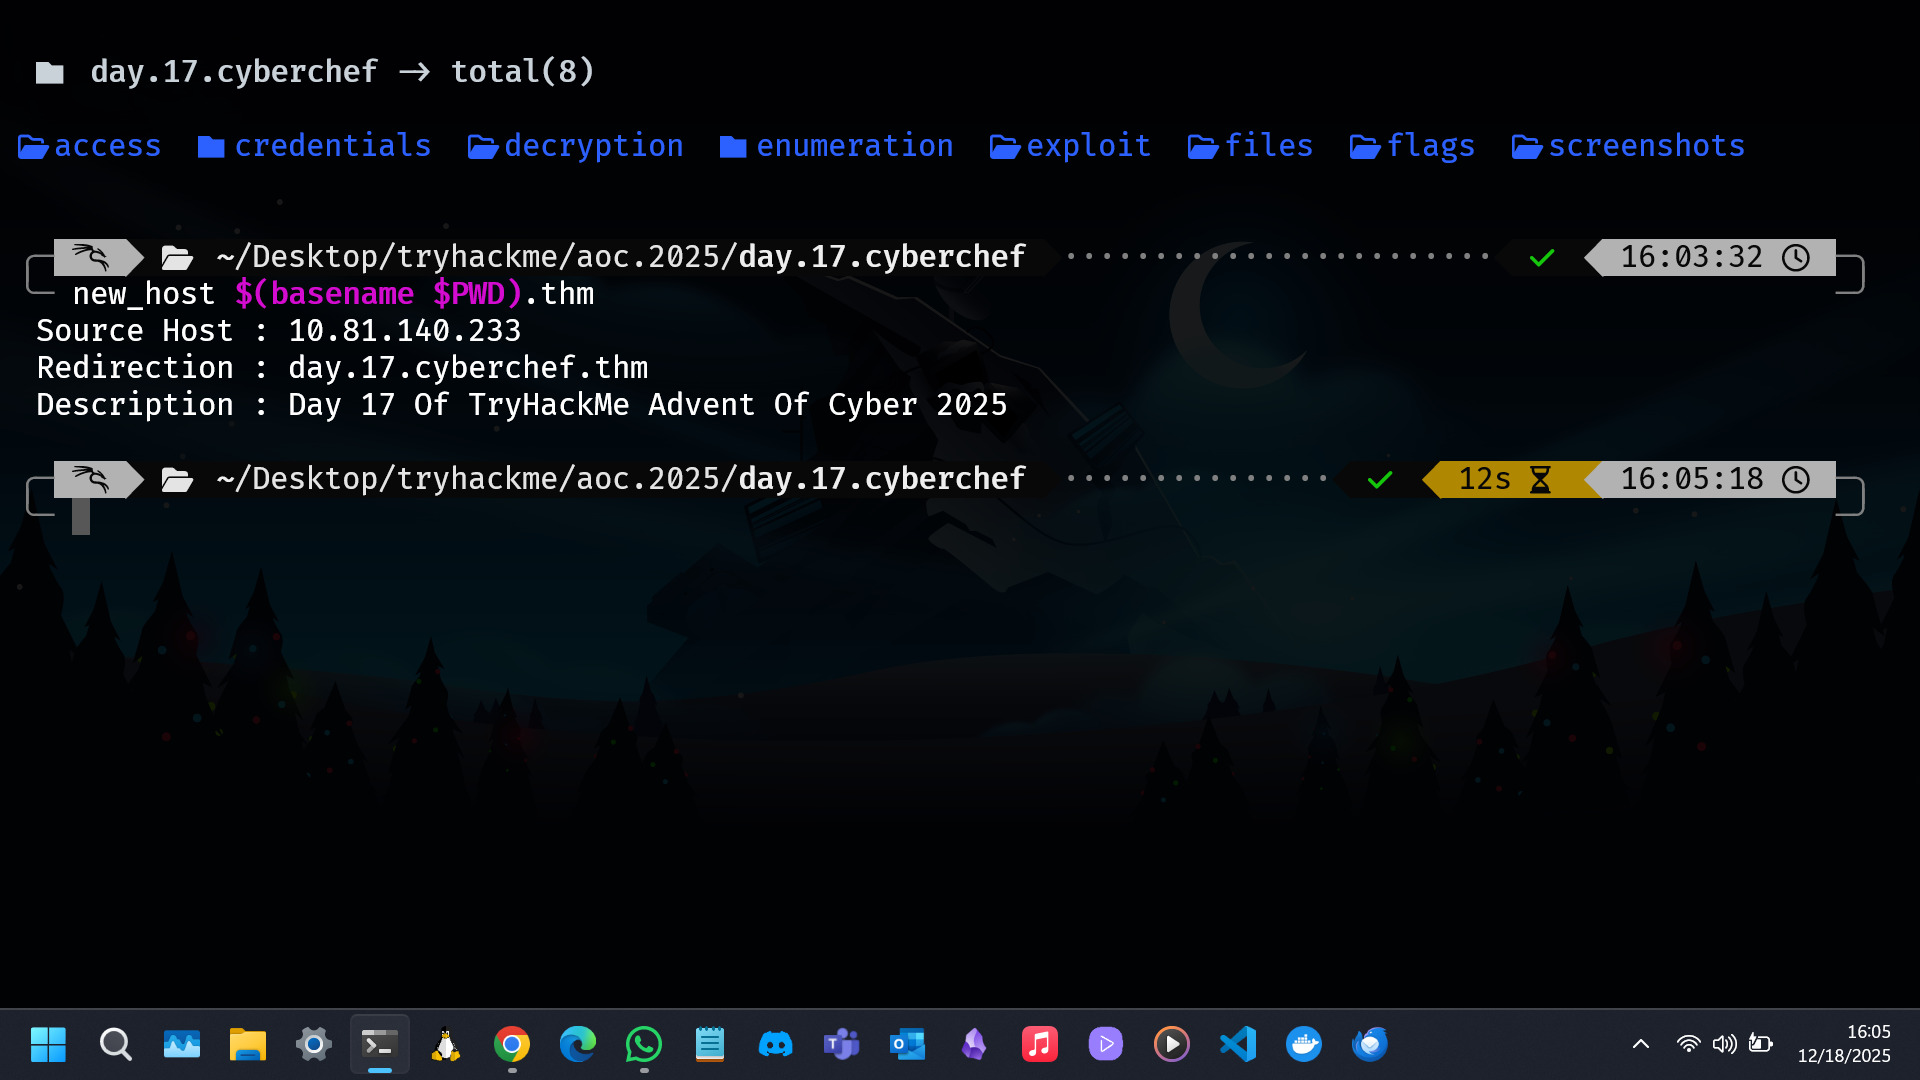 day.17.cyberchef → total(8)
access credentials decryption enumeration exploit files flags screenshots
~/Desktop/tryhackme/aoc.2025/day.17.cyberchef 16:03:32
new_host $(basename $PWD).thm
Source Host : 10.81.140.233
Redirection : day.17.cyberchef.thm
Description : Day 17 Of TryHackMe Advent Of Cyber 2025
~/Desktop/tryhackme/aoc.2025/day.17.cyberchef 12s 16:05:18
16:05
12/18/2025